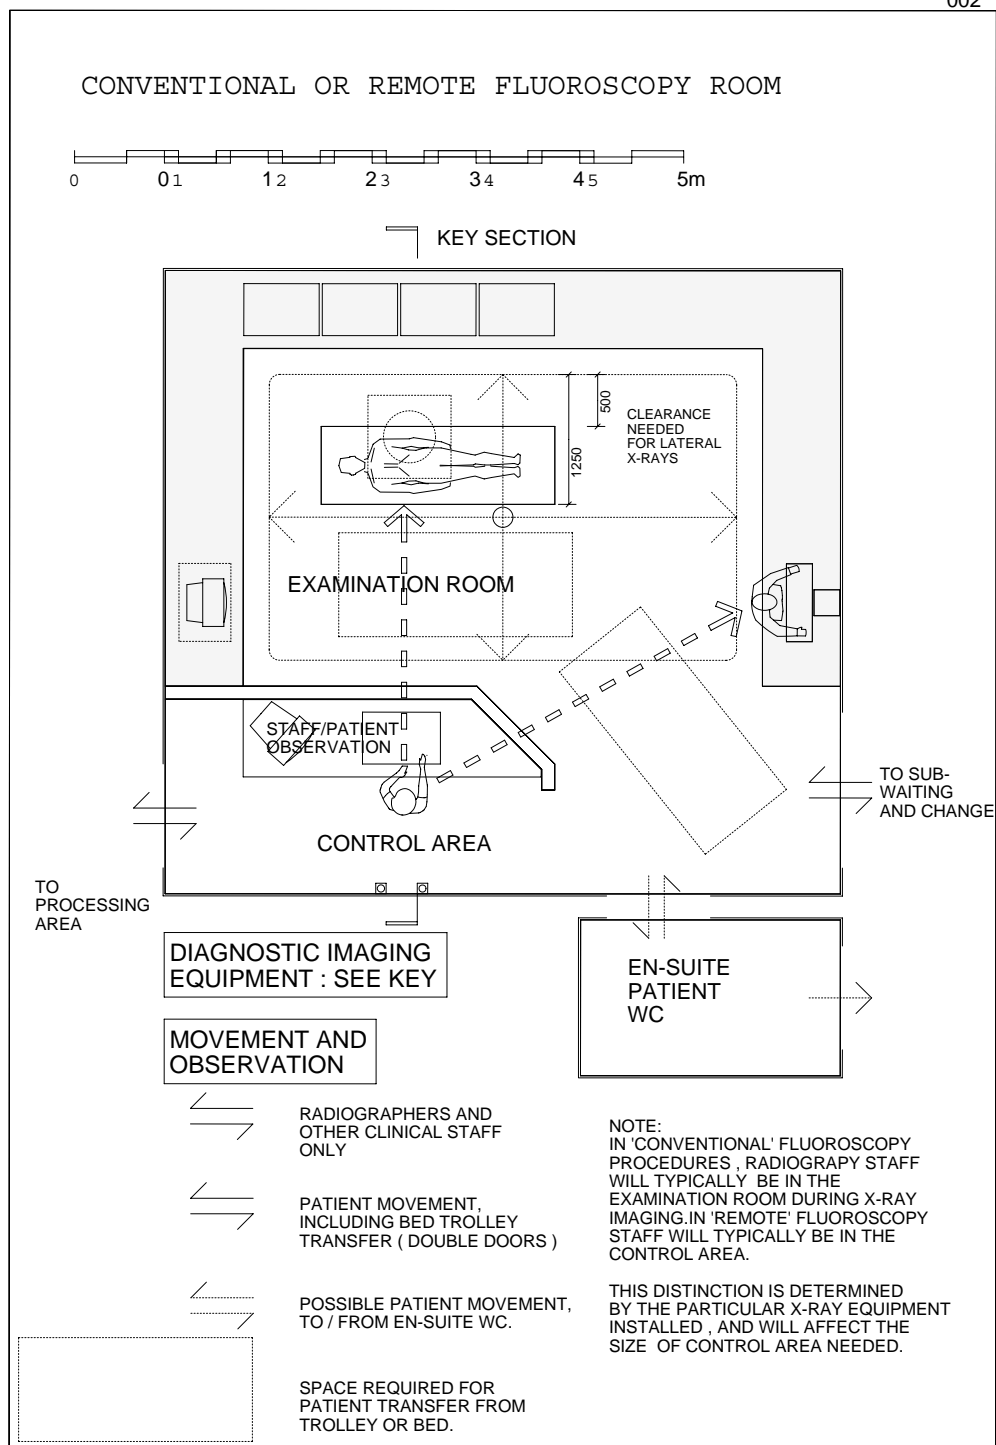 002
CONVENTIONAL OR REMOTE FLUOROSCOPY ROOM
0 01 12 23 34 45 5m
KEY SECTION
500
1250
CLEARANCE
NEEDED
FOR LATERAL
X-RAYS
EXAMINATION ROOM
STAFF/PATIENT
OBSERVATION
TO SUB-
WAITING
AND CHANGE
CONTROL AREA
TO
PROCESSING
AREA
DIAGNOSTIC IMAGING
EQUIPMENT : SEE KEY
EN-SUITE
PATIENT
WC
MOVEMENT AND
OBSERVATION
RADIOGRAPHERS AND
OTHER CLINICAL STAFF
ONLY
PATIENT MOVEMENT,
INCLUDING BED TROLLEY
TRANSFER ( DOUBLE DOORS )
POSSIBLE PATIENT MOVEMENT,
TO / FROM EN-SUITE WC.
SPACE REQUIRED FOR
PATIENT TRANSFER FROM
TROLLEY OR BED.
NOTE:
IN 'CONVENTIONAL' FLUOROSCOPY
PROCEDURES , RADIOGRAPY STAFF
WILL TYPICALLY BE IN THE
EXAMINATION ROOM DURING X-RAY
IMAGING.IN 'REMOTE' FLUOROSCOPY
STAFF WILL TYPICALLY BE IN THE
CONTROL AREA.
THIS DISTINCTION IS DETERMINED
BY THE PARTICULAR X-RAY EQUIPMENT
INSTALLED , AND WILL AFFECT THE
SIZE OF CONTROL AREA NEEDED.